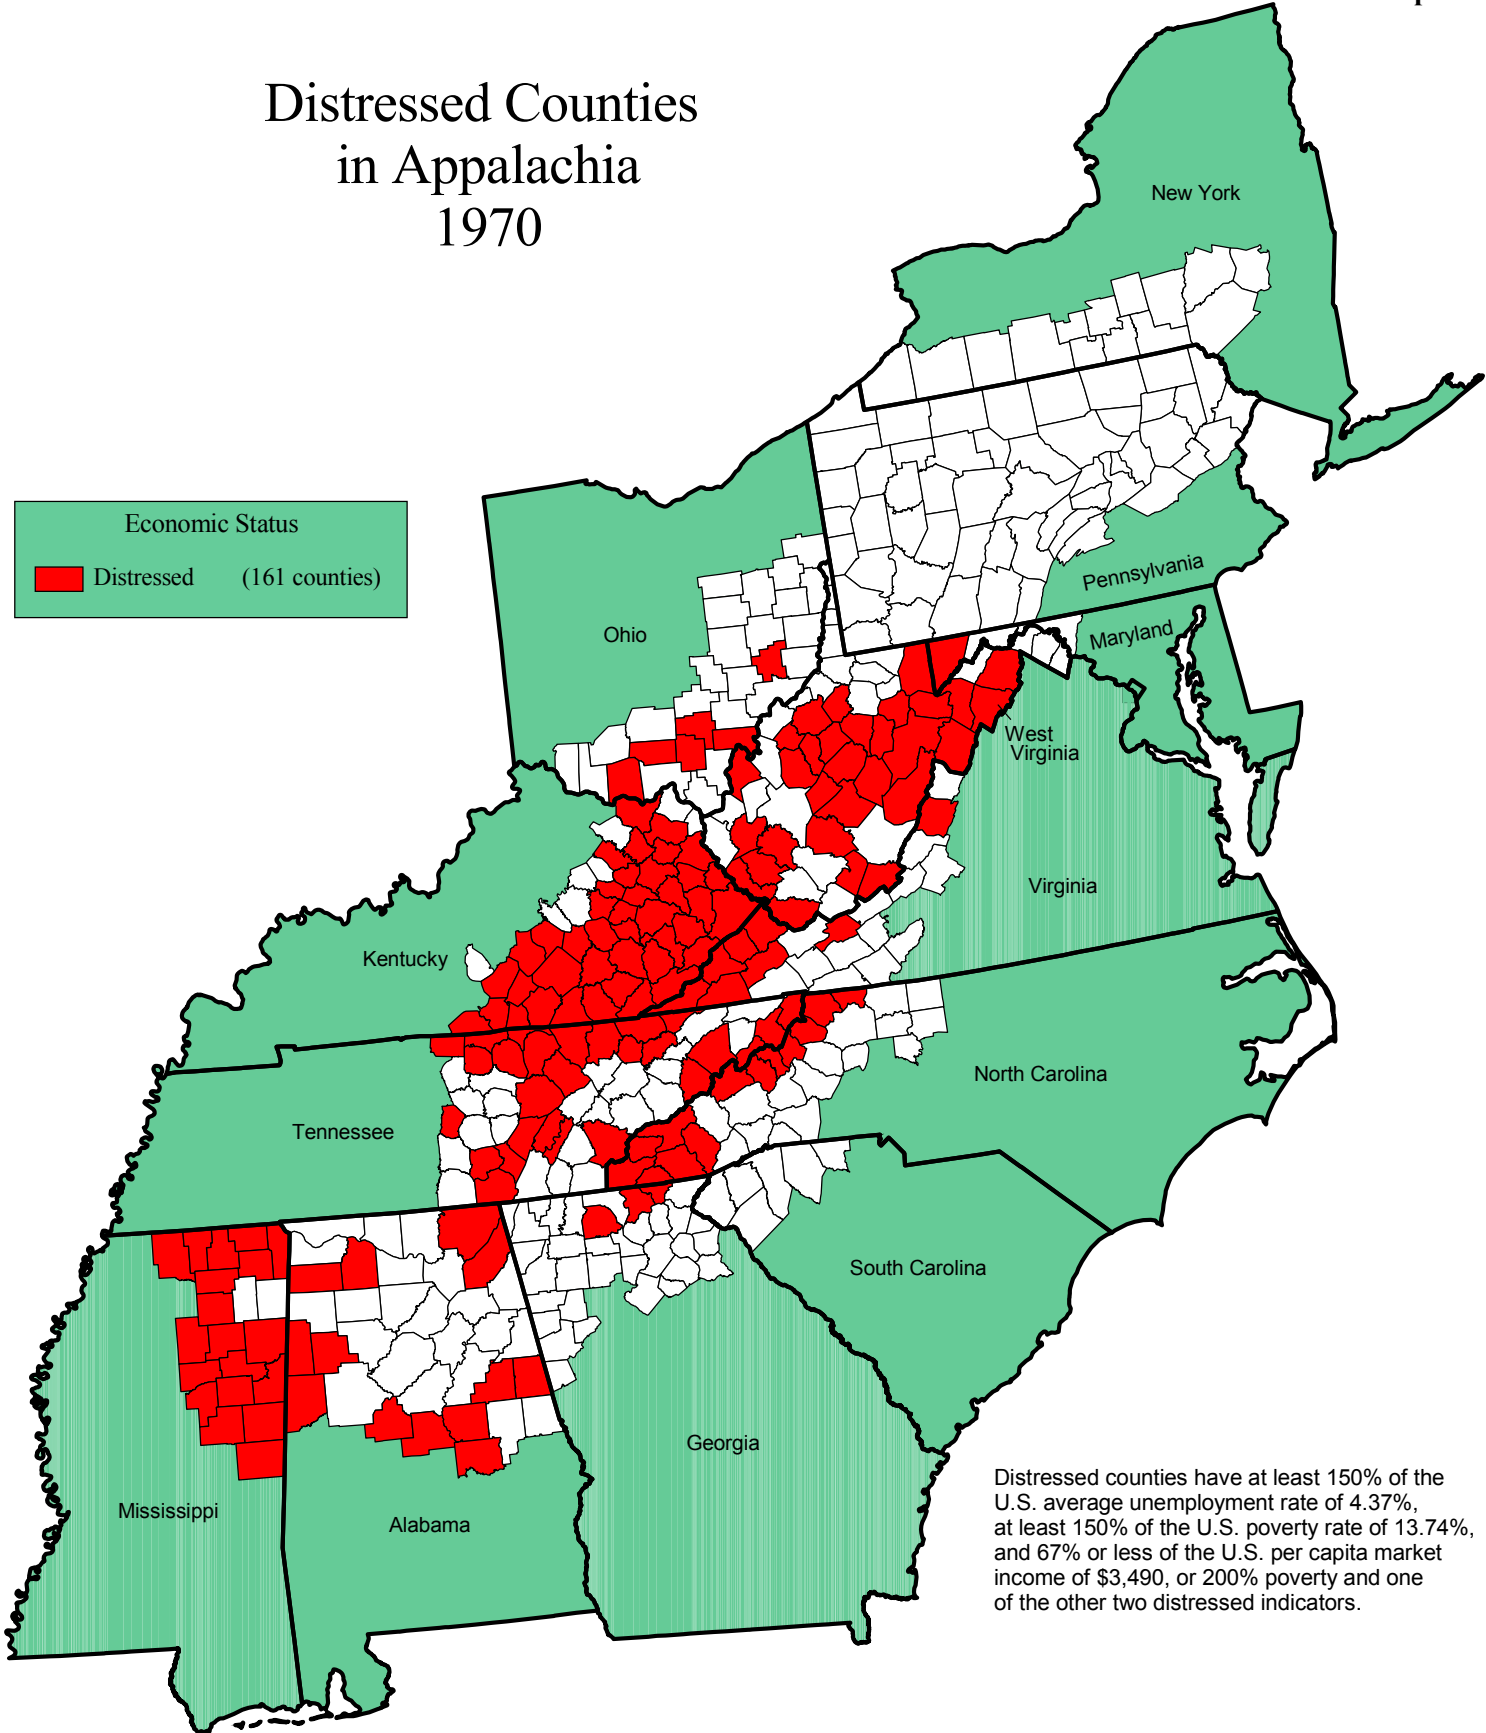 Distressed Counties
in Appalachia
1970
New York
Economic Status
Distressed (161 counties)
Pennsylvania
Ohio
Maryland
West
Virginia
Virginia
Kentucky
North Carolina
Tennessee
South Carolina
Georgia
Mississippi
Alabama
Distressed counties have at least 150% of the
U.S. average unemployment rate of 4.37%,
at least 150% of the U.S. poverty rate of 13.74%,
and 67% or less of the U.S. per capita market
income of $3,490, or 200% poverty and one
of the other two distressed indicators.